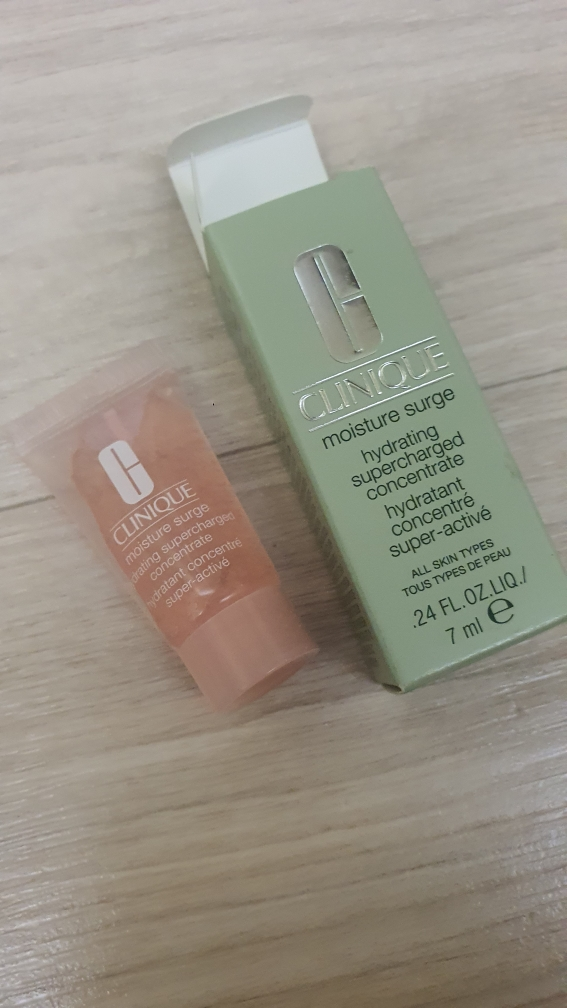 CLINIQUE
moisture surge
hydrating
supercharged
concentrate
hydratant
concentré
super-activé
ALL SKIN TYPES
TOUS TYPES DE PEAU
.24 FL.OZ.LIQ./
7 ml e
CLINIQUE
moisture surge
hydrating supercharged
concentrate
hydratant concentré
super-activé